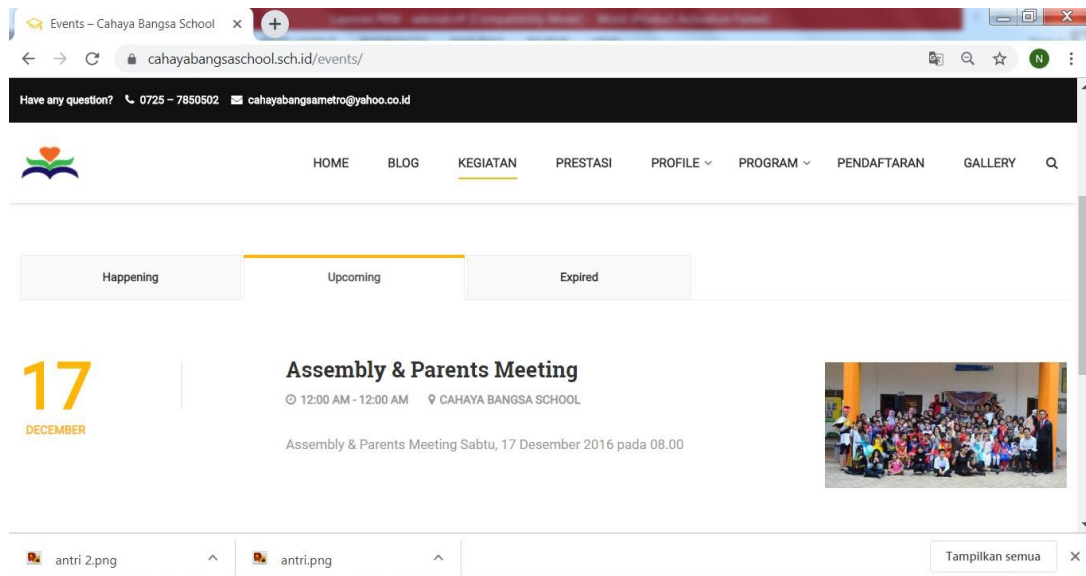 Events – Cahaya Bangsa School
cahayabangsaschool.sch.id/events/
N
Have any question? 0725 – 7850502 cahayabangsametro@yahoo.co.id
HOME BLOG KEGIATAN PRESTASI PROFILE PROGRAM PENDAFTARAN GALLERY
Happening Upcoming Expired
17
DECEMBER
Assembly & Parents Meeting
12:00 AM - 12:00 AM CAHAYA BANGSA SCHOOL
Assembly & Parents Meeting Sabtu, 17 Desember 2016 pada 08.00
antri 2.png antri.png Tampilkan semua